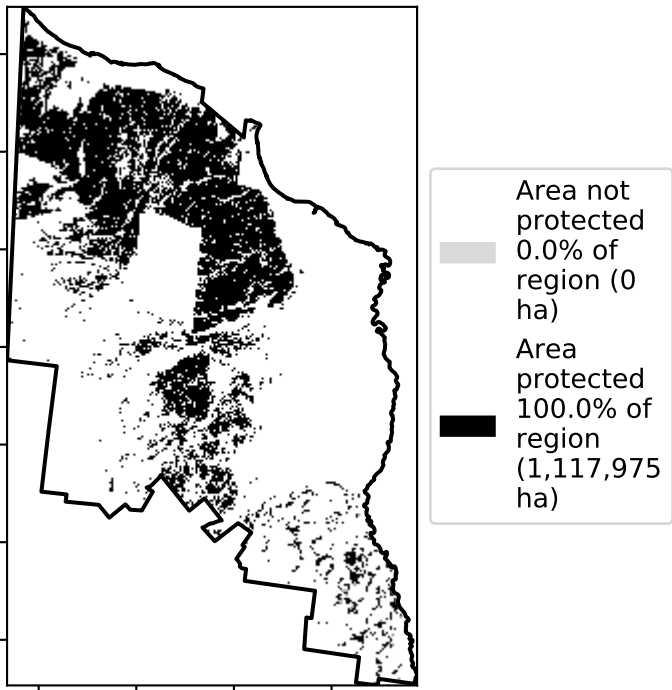 Area not
protected
0.0% of
region (0
ha)
Area
protected
100.0% of
region
(1,117,975
ha)